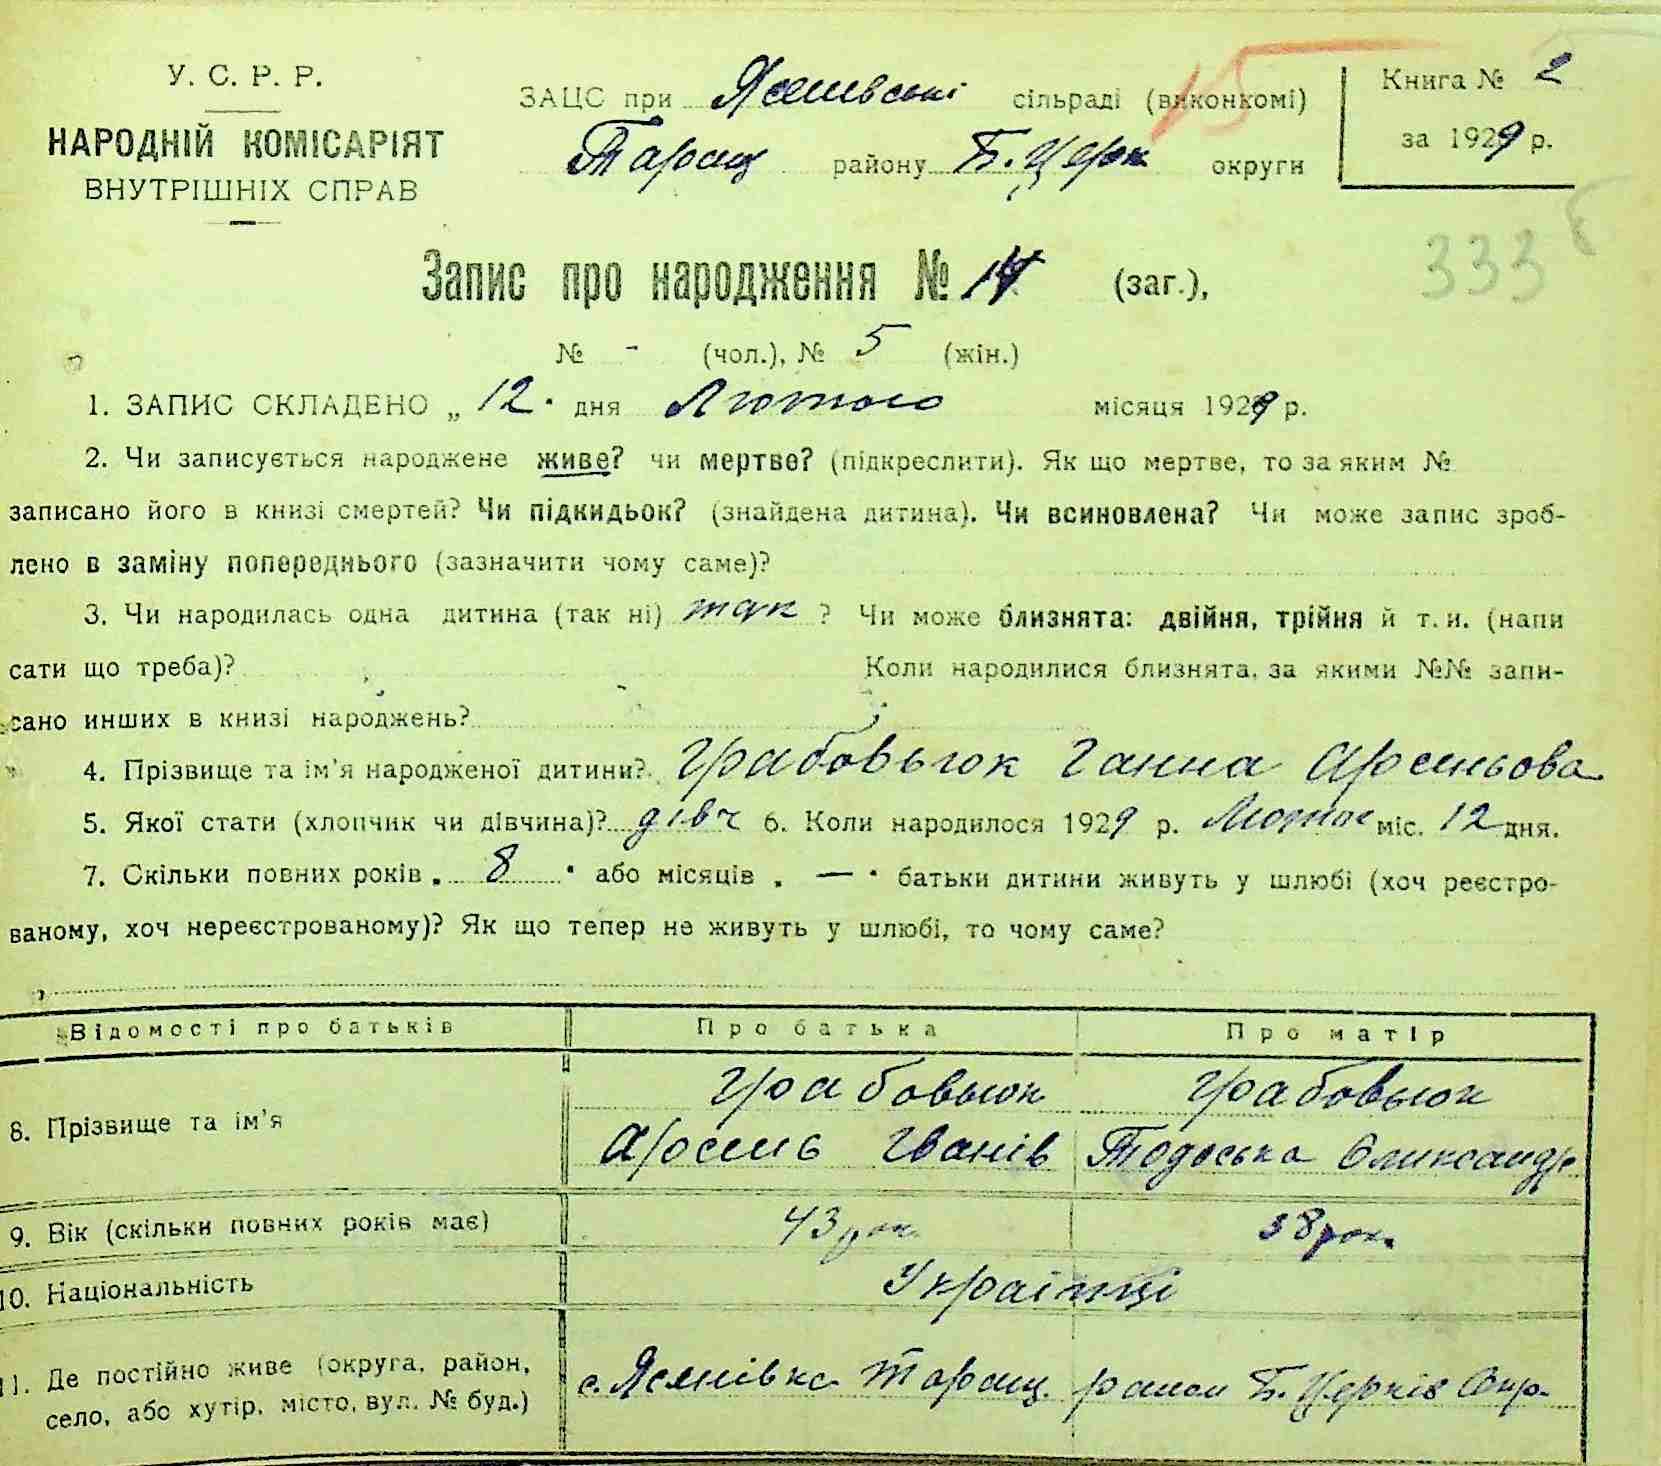 У. С. Р. Р.
НАРОДНІЙ КОМІСАРІЯТ
ВНУТРІШНІХ СПРАВ
ЗАЦС при сільраді (виконкомі)
Таращ району Б. Церк округи
Книга № 2
за 1929 р.
15
333
Запис про народження № (заг.),
№ - (чол.), № 5 (жін.)
1. ЗАПИС СКЛАДЕНО „ 12 " дня Лютого місяця 1929 р.
2. Чи записується народжене живе? чи мертве? (підкреслити). Як що мертве, то за яким №
записано його в книзі смертей? Чи підкидьок? (знайдена дитина). Чи всиновлена? Чи може запис зроб-
лено в заміну попереднього (зазначити чому саме)?
3. Чи народилась одна дитина (так ні) так ? Чи може близнята: двійня, трійня й т. и. (напи
сати що треба)? Коли народилися близнята, за якими №№ запи-
сано инших в книзі народжень?
4. Прізвище та ім'я народженої дитини? Грабовьюк Ганна Арсеньова
5. Якої стати (хлопчик чи дівчина)? дівч 6. Коли народилося 1929 р. міс. 12 дня.
7. Скільки повних років „ 8 " або місяців „ — " батьки дитини живуть у шлюбі (хоч реєстро-
ваному, хоч нереєстрованому)? Як що тепер не живуть у шлюбі, то чому саме?
Відомості про батьків Про батька Про матір
8. Прізвище та ім'я Грабовьюк Грабовьюк
Арсень Іванів Тодоська Оликсандр
9. Вік (скільки повних років має) 43 рок 38 рок.
10. Національність Українці
11. Де постійно живе (округа, район, село, або хутір, місто, вул. № буд.) с. Таращ. Б. Церків Окр.